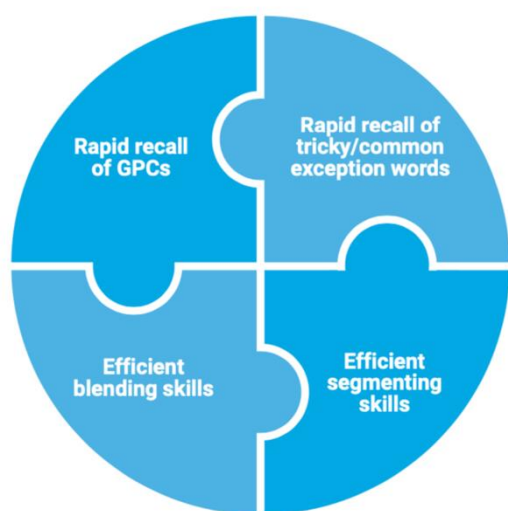 Rapid recall
of GPCs
Rapid recall of
tricky/common
exception words
Efficient
blending skills
Efficient
segmenting
skills